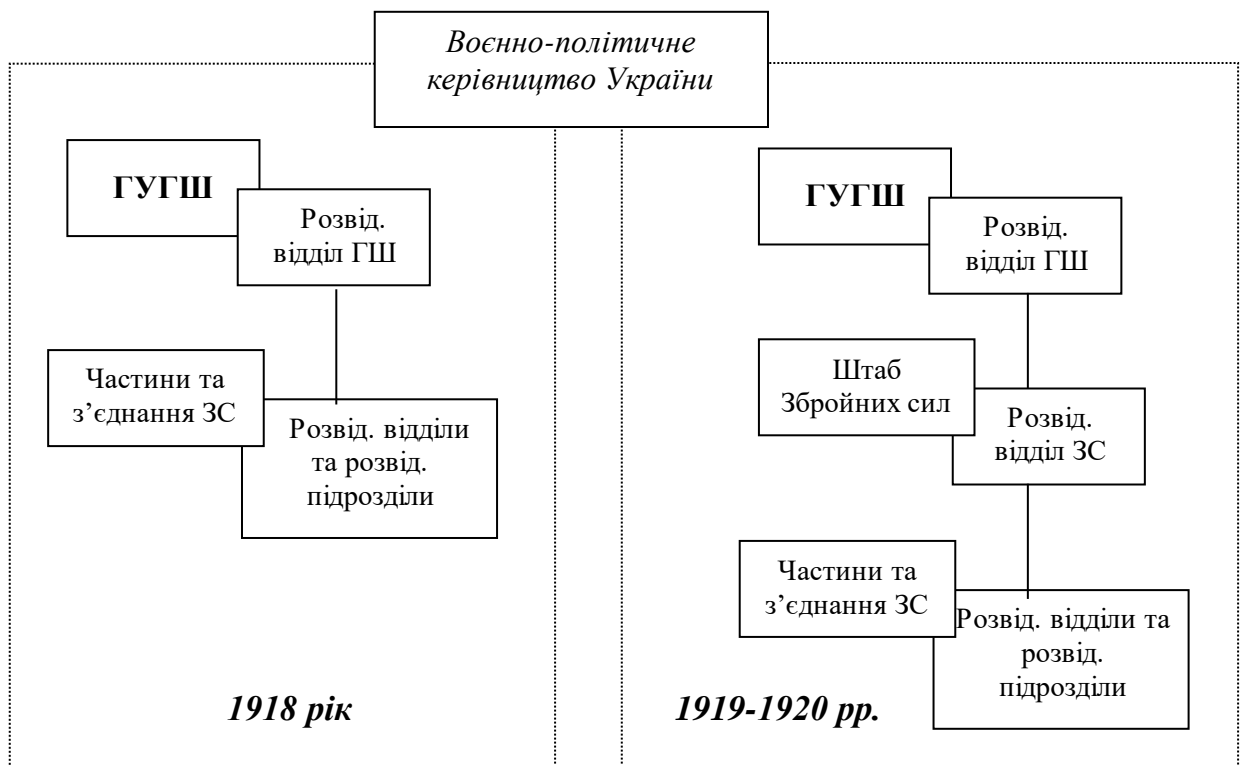 Воєнно-політичне
керівництво України
ГУГШ
Розвід.
відділ ГШ
Частини та
з’єднання ЗС
Розвід. відділи
та розвід.
підрозділи
1918 рік
ГУГШ
Розвід.
відділ ГШ
Штаб
Збройних сил
Розвід.
відділ ЗС
Частини та
з’єднання ЗС
Розвід. відділи та
розвід.
підрозділи
1919-1920 рр.